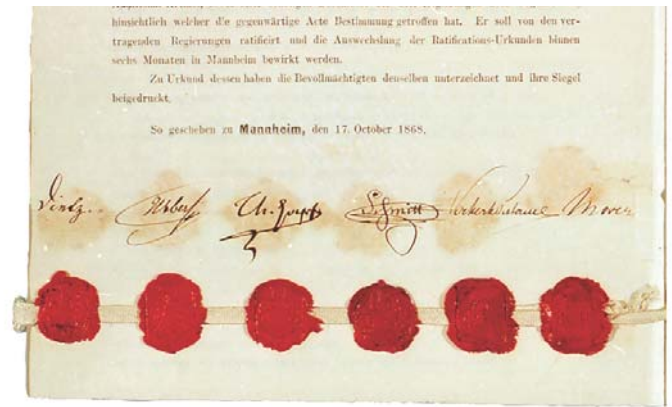 hinsichtlich welcher die gegenwärtige Acte Bestimmung getroffen hat. Er soll von den ver-
tragenden Regierungen ratificirt und die Auswechslung der Ratifications-Urkunden binnen
sechs Monaten in Mannheim bewirkt werden.
Zu Urkund dessen haben die Bevollmächtigten denselben unterzeichnet und ihre Siegel
beigedruckt.
So geschehen zu Mannheim, den 17. October 1868.
Dietz. Schmitt